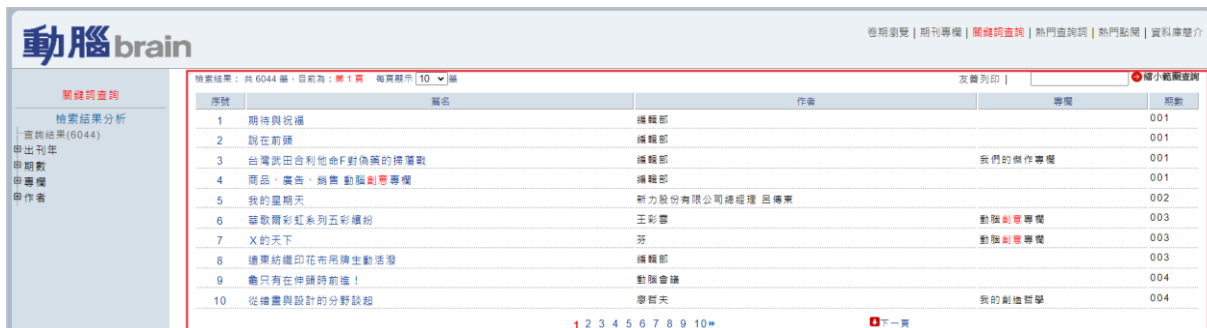 動腦brain
卷期瀏覽 | 期刊專欄 | 關鍵詞查詢 | 熱門查詢詞 | 熱門點閱 | 資料庫簡介
關鍵詞查詢
檢索結果分析
查詢結果(6044)
出刊年
期數
專欄
作者
檢索結果：共 6044 筆，目前為：第 1 頁 每頁顯示 10 筆 友善列印 | 縮小範圍查詢
序號 篇名 作者 專欄 期數
1 期待與祝福 編輯部 001
2 說在前頭 編輯部 001
3 台灣武田合利他命F對偽藥的掃蕩戰 編輯部 我們的傑作專欄 001
4 商品、廣告、銷售 動腦創意專欄 編輯部 001
5 我的星期天 新力股份有限公司總經理 呂傳東 002
6 華歌爾彩虹系列五彩繽紛 王彩雲 動腦創意專欄 003
7 X的天下 芬 動腦創意專欄 003
8 遠東紡織印花布吊牌生動活潑 編輯部 003
9 龜只有在伸頭時前進！ 動腦會議 004
10 從繪畫與設計的分野談起 廖哲夫 我的創造哲學 004
1 2 3 4 5 6 7 8 9 10 下一頁